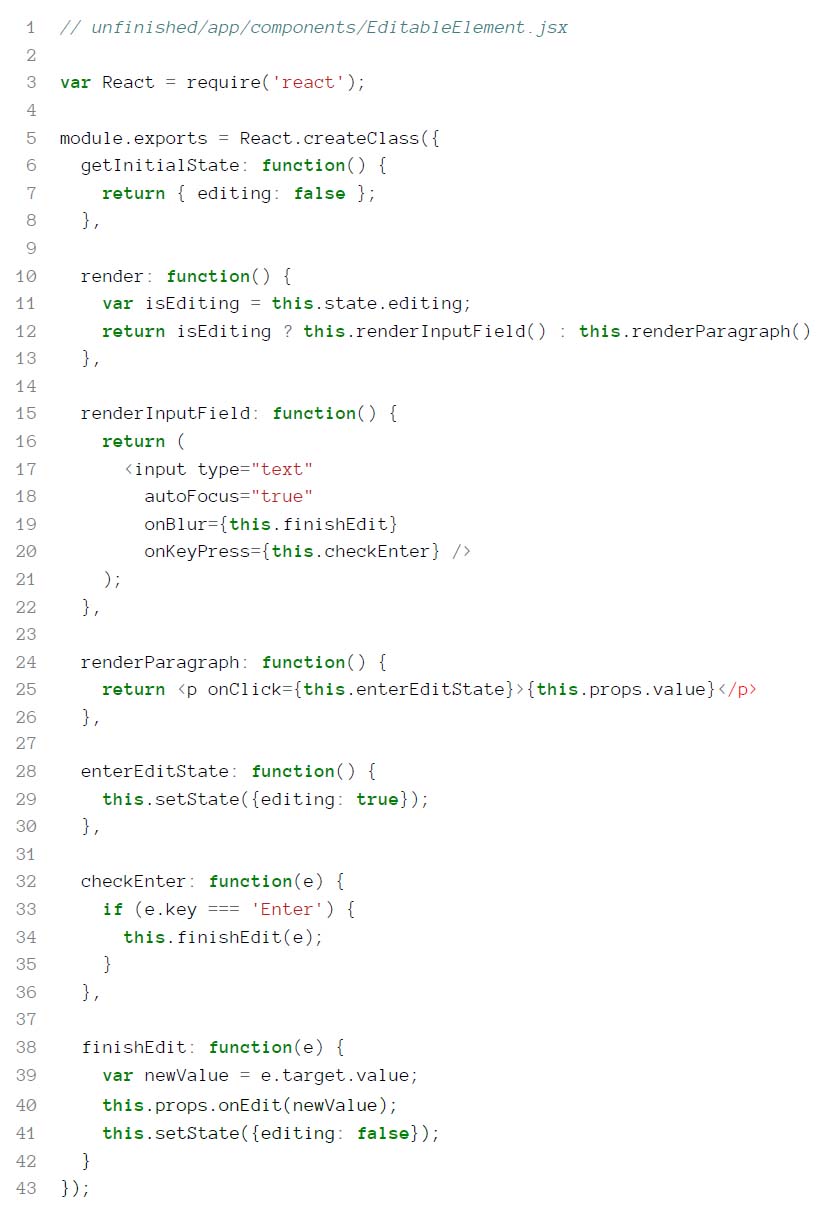 1 // unfinished/app/components/EditableElement.jsx
2
3 var React = require('react');
4
5 module.exports = React.createClass({
6   getInitialState: function() {
7     return { editing: false };
8   },
9
10   render: function() {
11     var isEditing = this.state.editing;
12     return isEditing ? this.renderInputField() : this.renderParagraph()
13   },
14
15   renderInputField: function() {
16     return (
17       <input type="text"
18         autoFocus="true"
19         onBlur={this.finishEdit}
20         onKeyPress={this.checkEnter} />
21     );
22   },
23
24   renderParagraph: function() {
25     return <p onClick={this.enterEditState}>{this.props.value}</p>
26   },
27
28   enterEditState: function() {
29     this.setState({editing: true});
30   },
31
32   checkEnter: function(e) {
33     if (e.key === 'Enter') {
34       this.finishEdit(e);
35     }
36   },
37
38   finishEdit: function(e) {
39     var newValue = e.target.value;
40     this.props.onEdit(newValue);
41     this.setState({editing: false});
42   }
43 });